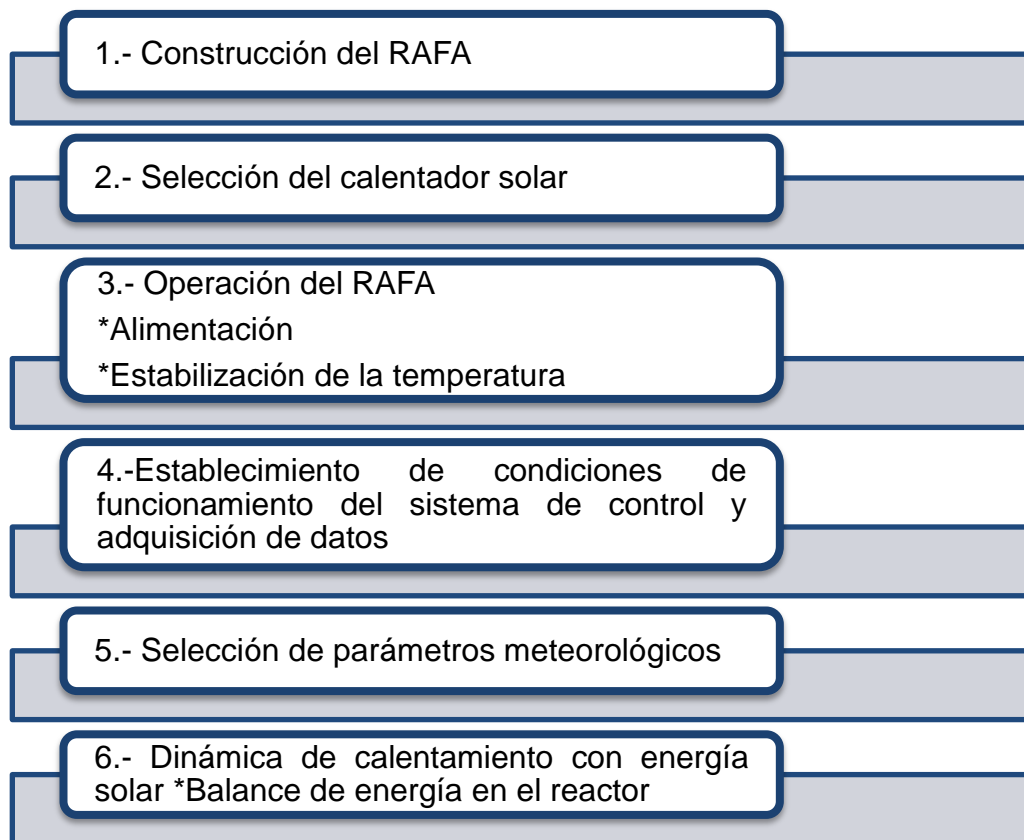 1.- Construcción del RAFA
2.- Selección del calentador solar
3.- Operación del RAFA
*Alimentación
*Estabilización de la temperatura
4.-Establecimiento de condiciones de
funcionamiento del sistema de control y
adquisición de datos
5.- Selección de parámetros meteorológicos
6.- Dinámica de calentamiento con energía
solar *Balance de energía en el reactor